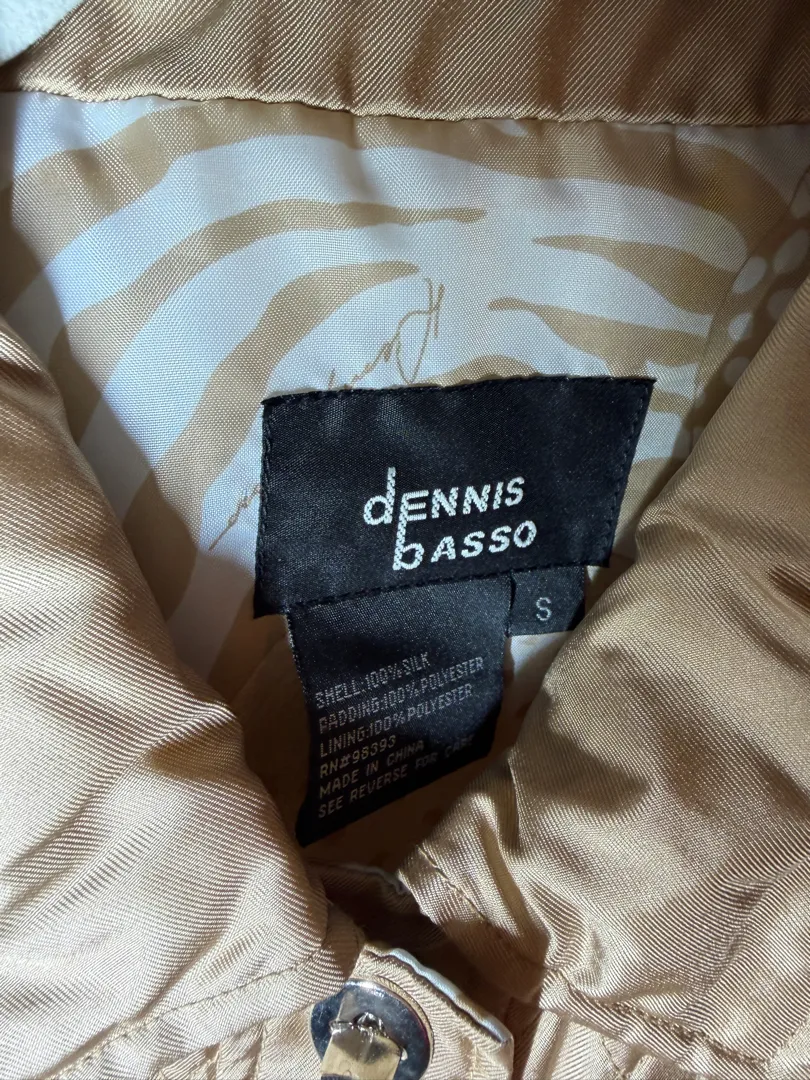 dENNIS
bASSO
S
SHELL:100%SILK
PADDING:100%POLYESTER
LINING:100%POLYESTER
RN#98393
MADE IN CHINA
SEE REVERSE FOR CARE